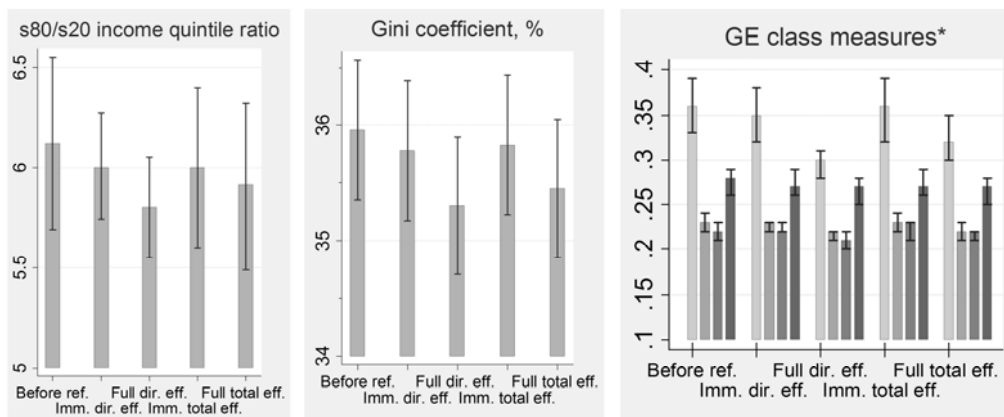 s80/s20 income quintile ratio
6.5
6
5.5
5
Before ref. Full dir. eff. Full total eff.
Imm. dir. eff. Imm. total eff.
Gini coefficient, %
36
35
34
Before ref. Full dir. eff. Full total eff.
Imm. dir. eff. Imm. total eff.
GE class measures*
.4
.35
.3
.25
.2
.15
.1
Before ref. Full dir. eff. Full total eff.
Imm. dir. eff. Imm. total eff.